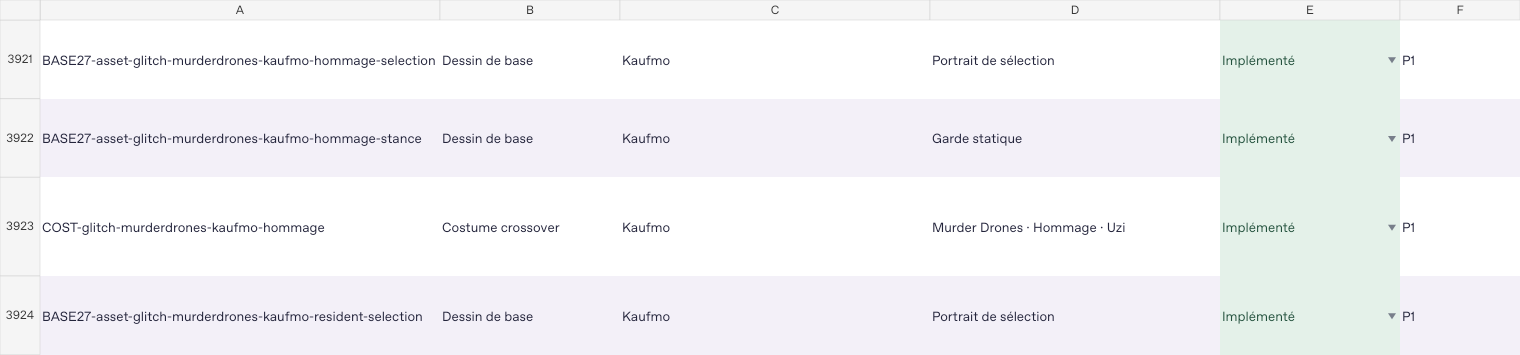 A B C D E F
3921 BASE27-asset-glitch-murderdrones-kaufmo-hommage-selection Dessin de base Kaufmo Portrait de sélection Implémenté P1
3922 BASE27-asset-glitch-murderdrones-kaufmo-hommage-stance Dessin de base Kaufmo Garde statique Implémenté P1
3923 COST-glitch-murderdrones-kaufmo-hommage Costume crossover Kaufmo Murder Drones · Hommage · Uzi Implémenté P1
3924 BASE27-asset-glitch-murderdrones-kaufmo-resident-selection Dessin de base Kaufmo Portrait de sélection Implémenté P1